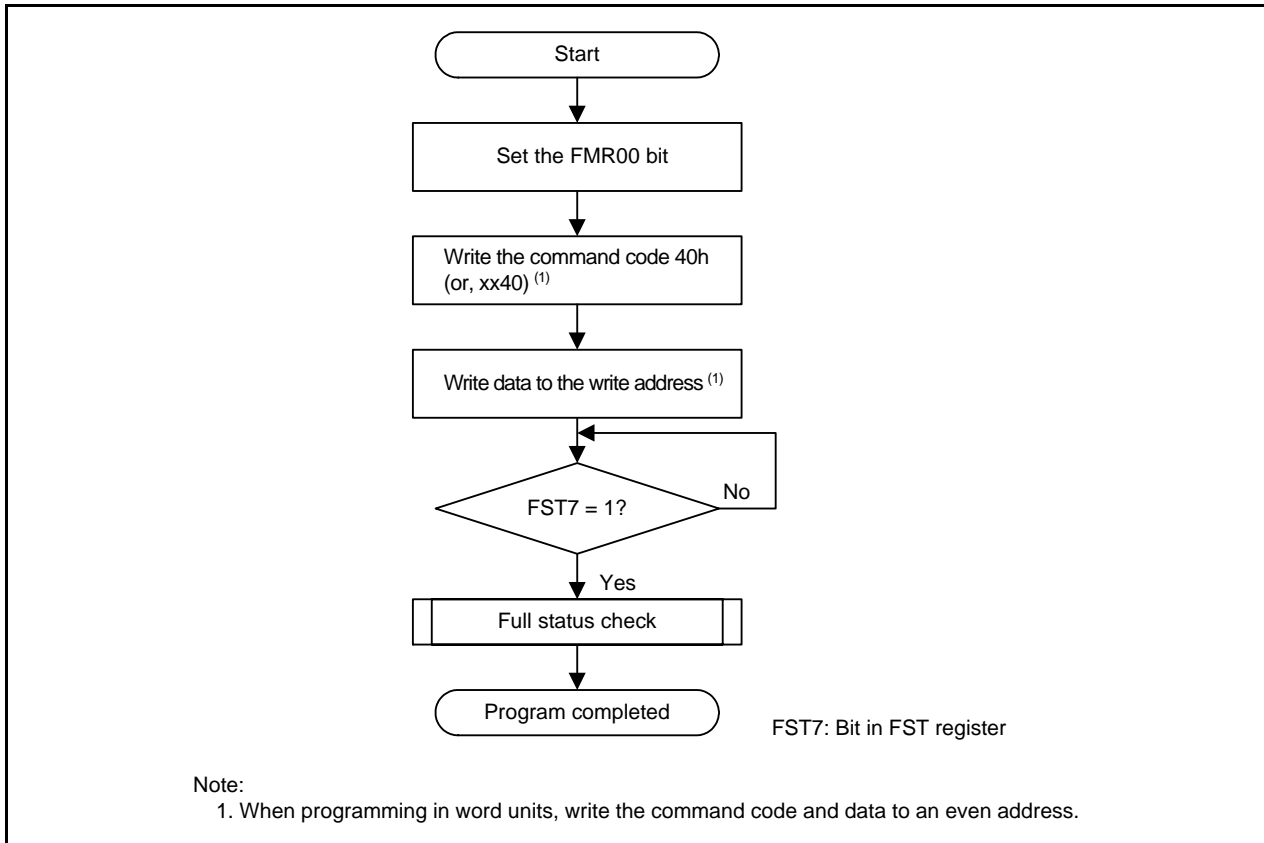 Start
Set the FMR00 bit
Write the command code 40h
(or, xx40) (1)
Write data to the write address (1)
FST7 = 1?
No
Yes
Full status check
Program completed
FST7: Bit in FST register
Note:
1. When programming in word units, write the command code and data to an even address.